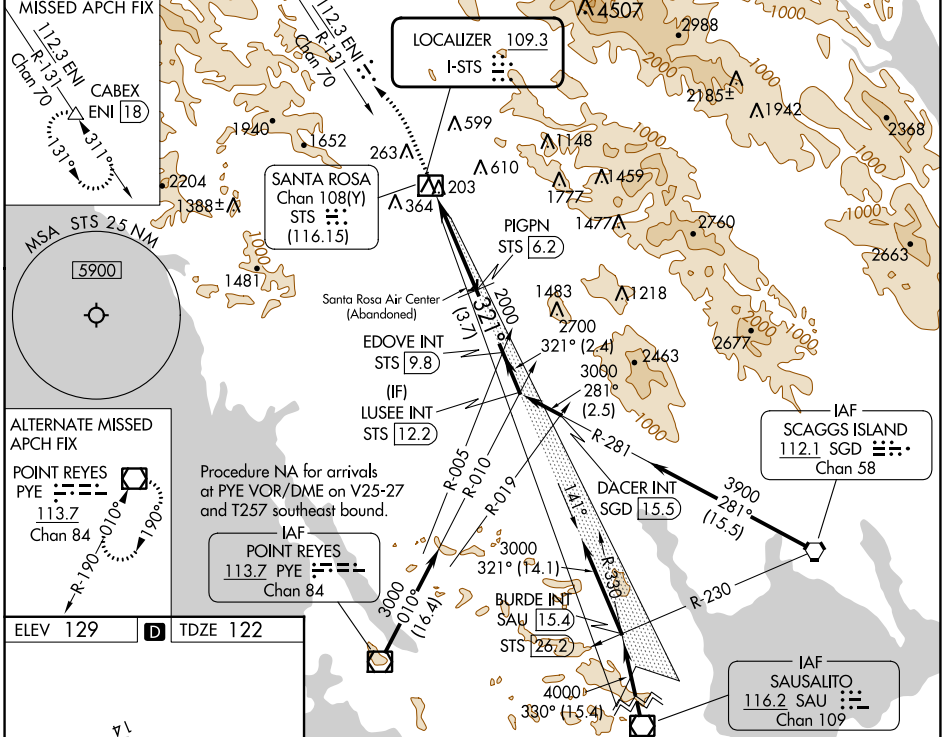 MISSED APCH FIX
112.3 ENI
R-131
Chan 70
CABEX
ENI 18
131°
311°
112.3 ENI
R-131
Chan 70
LOCALIZER 109.3
I-STS
4507
2988
1000
2000
1000
2185±
1942
2368
1000
1940
1652
599
263
1148
1000
610
2204
1388±
SANTA ROSA
Chan 108(Y)
STS
(116.15)
203
364
1777
1459
1477
2760
1000
2663
MSA STS 25 NM
5900
1000
1481
PIGPN
STS 6.2
Santa Rosa Air Center
(Abandoned)
321°
2000
(3.7)
1483
1218
2700
321° (2.4)
2463
2000
1000
2677
EDOVE INT
STS 9.8
(IF)
LUSEE INT
STS 12.2
3000
281°
(2.5)
1000
R-281
IAF
SCAGGS ISLAND
112.1 SGD
Chan 58
ALTERNATE MISSED
APCH FIX
POINT REYES
PYE
113.7
Chan 84
010°
190°
R-190
Procedure NA for arrivals
at PYE VOR/DME on V25-27
and T257 southeast bound.
R-005
R-010
R-019
DACER INT
SGD 15.5
3900
281°
(15.5)
141°
R-330
IAF
POINT REYES
113.7 PYE
Chan 84
3000
010°
(16.4)
3000
321° (14.1)
BURDE INT
SAU 15.4
STS 26.2
R-230
ELEV 129
D
TDZE 122
4000
330° (15.4)
IAF
SAUSALITO
116.2 SAU
Chan 109
14